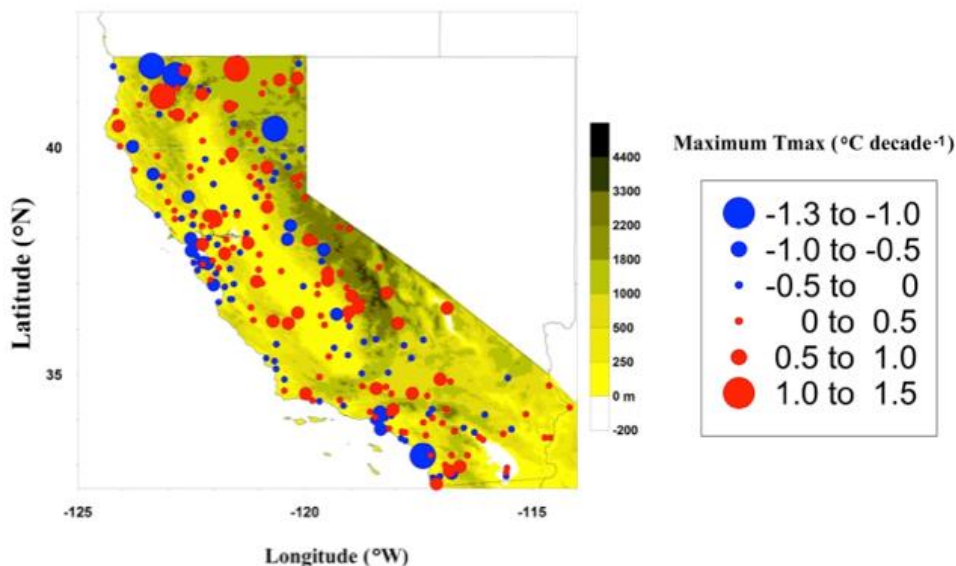 Latitude (°N)
40
35
-125
-120
-115
Longitude (°W)
4400
3300
2200
1800
1000
500
250
0 m
-200
Maximum Tmax (°C decade⁻¹)
-1.3 to -1.0
-1.0 to -0.5
-0.5 to 0
0 to 0.5
0.5 to 1.0
1.0 to 1.5